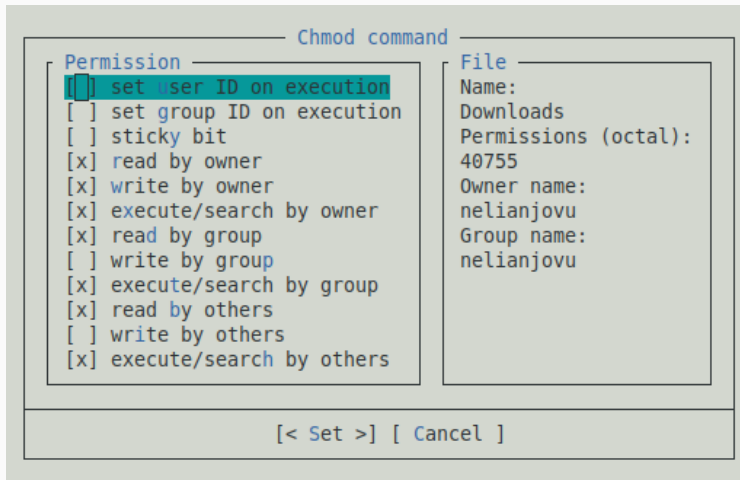 Chmod command
Permission
[ ] set user ID on execution
[ ] set group ID on execution
[ ] sticky bit
[x] read by owner
[x] write by owner
[x] execute/search by owner
[x] read by group
[ ] write by group
[x] execute/search by group
[x] read by others
[ ] write by others
[x] execute/search by others
File
Name:
Downloads
Permissions (octal):
40755
Owner name:
nelianjovu
Group name:
nelianjovu
[< Set >] [ Cancel ]